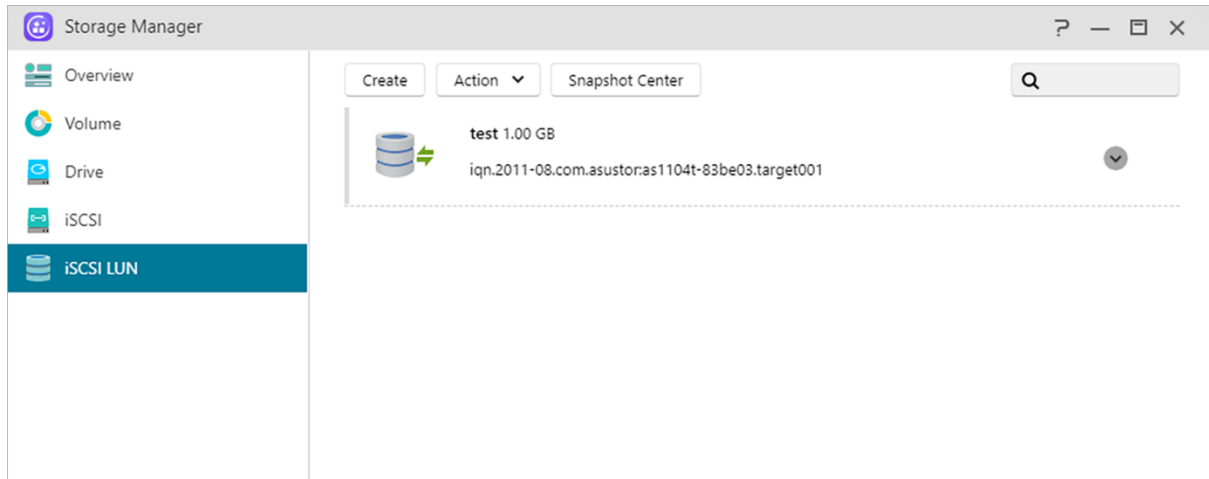 Storage Manager
Overview
Volume
Drive
iSCSI
iSCSI LUN
Create Action Snapshot Center
test 1.00 GB
iqn.2011-08.com.asustor:as1104t-83be03.target001